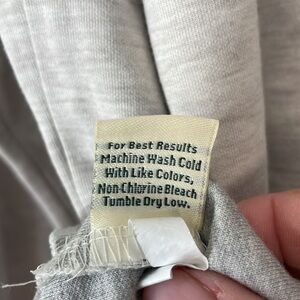 For Best Results
Machine Wash Cold
With Like Colors,
Non-Chlorine Bleach
Tumble Dry Low.